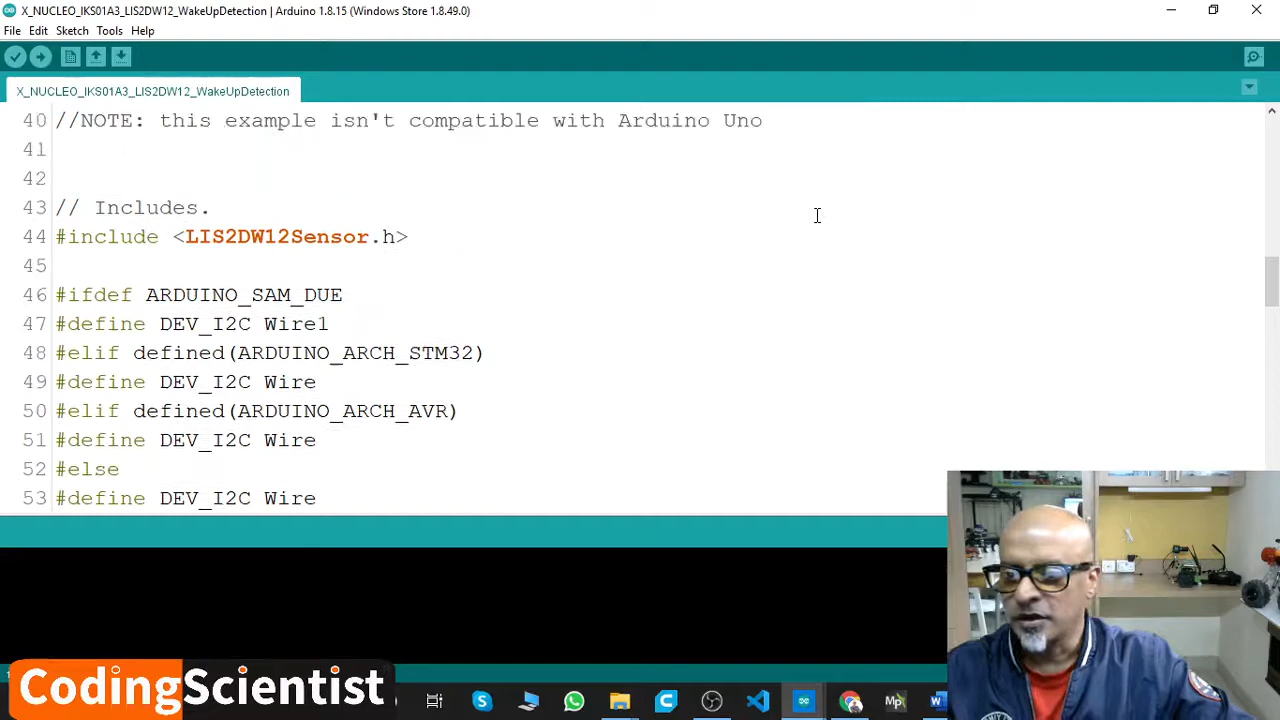 X_NUCLEO_IKS01A3_LIS2DW12_WakeUpDetection | Arduino 1.8.15 (Windows Store 1.8.49.0)
File Edit Sketch Tools Help
X_NUCLEO_IKS01A3_LIS2DW12_WakeUpDetection
40 //NOTE: this example isn't compatible with Arduino Uno
41
42
43 // Includes.
44 #include <LIS2DW12Sensor.h>
45
46 #ifdef ARDUINO_SAM_DUE
47 #define DEV_I2C Wire1
48 #elif defined(ARDUINO_ARCH_STM32)
49 #define DEV_I2C Wire
50 #elif defined(ARDUINO_ARCH_AVR)
51 #define DEV_I2C Wire
52 #else
53 #define DEV_I2C Wire
CodingScientist